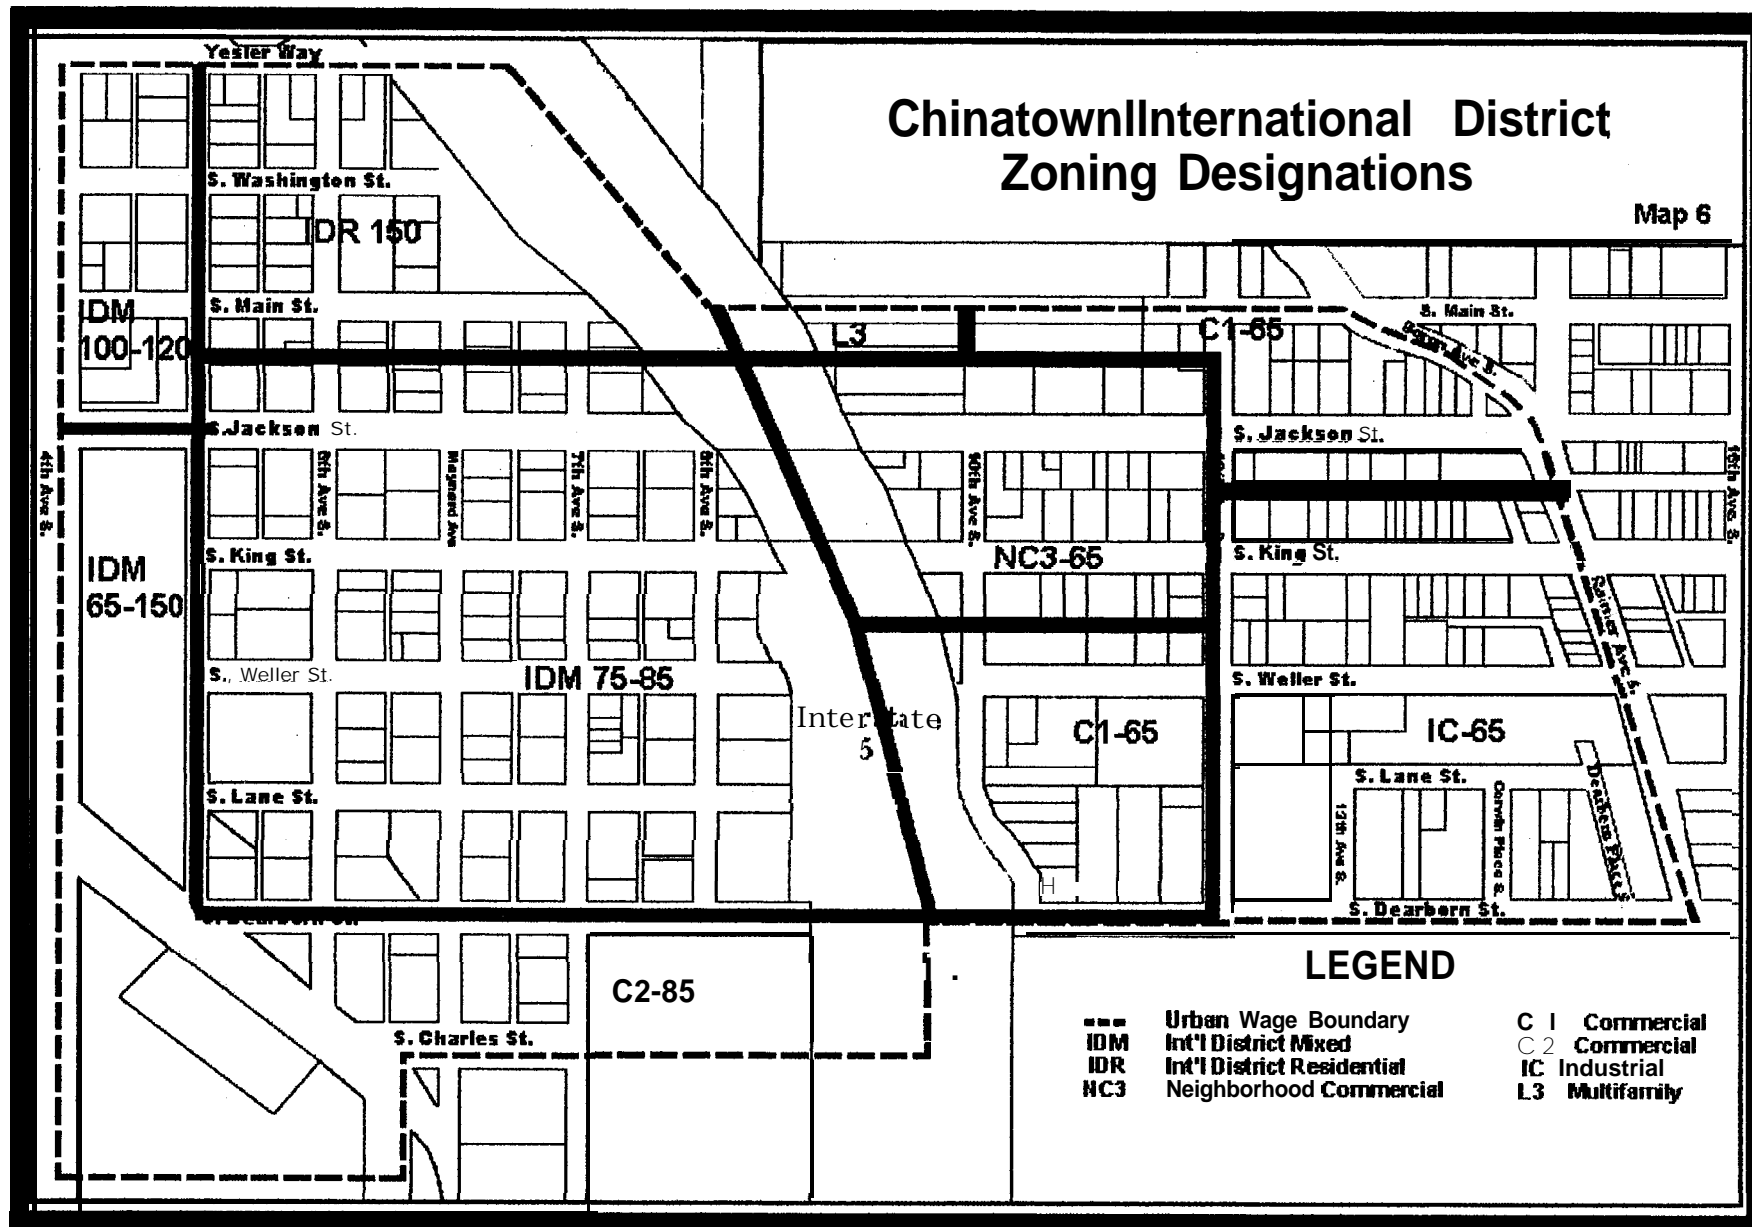 Yesler Way
ChinatownIInternational District
Zoning Designations
Map 6
S. Washington St.
IDR 150
S. Main St.
IDM
100-120
L3
C1-65
S. Main St.
S.Jackson St.
S. Jackson St.
4th Ave S.
6th Ave S.
Maynard Ave
7th Ave S.
8th Ave S.
10th Ave S.
S. King St.
NC3-65
S. King St.
IDM
65-150
Rainier Ave S.
S., Weller St.
IDM 75-85
S. Weller St.
Interstate
5
C1-65
IC-65
S. Lane St.
S. Lane St.
12th Ave S.
Corwin Place S.
Dearborn Place S.
H
S. Dearborn St.
C2-85
S. Charles St.
LEGEND
Urban Wage Boundary
IDM Int'l District Mixed
IDR Int'l District Residential
NC3 Neighborhood Commercial
C I Commercial
C 2 Commercial
IC Industrial
L3 Multifamily